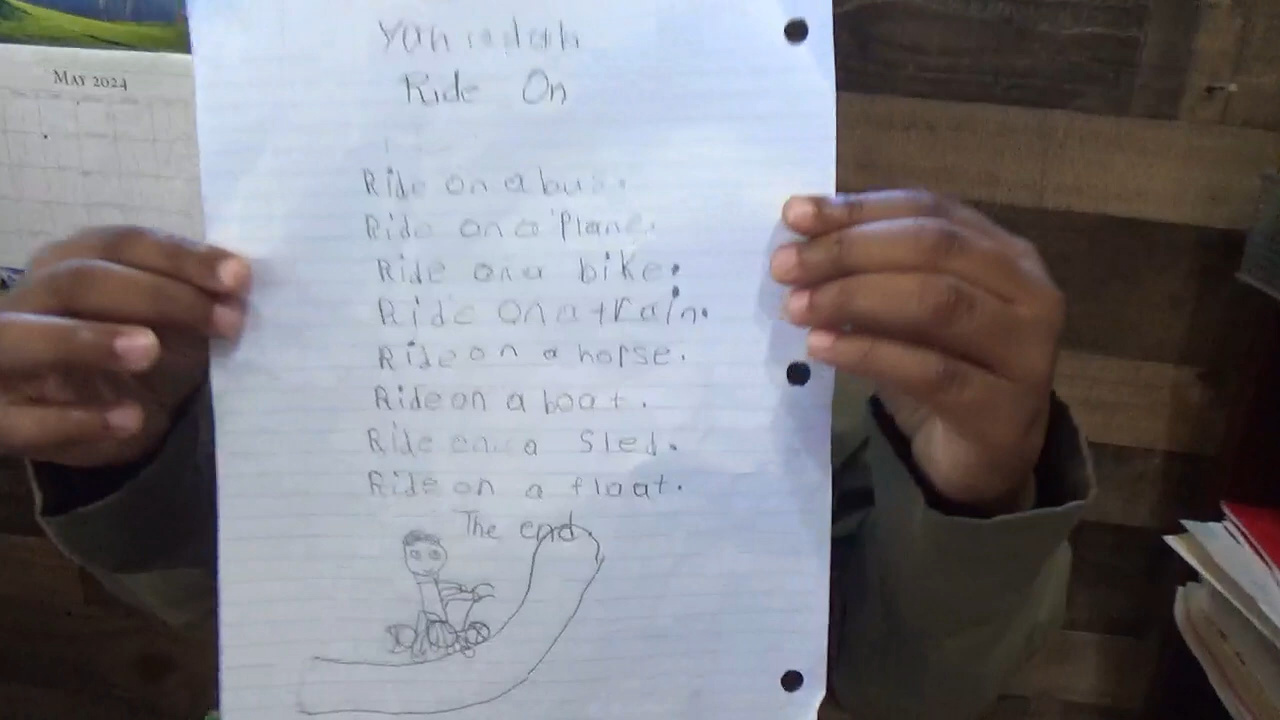 MAY 2024
Ride On
Ride on a bus.
Ride on a Plane.
Ride on a bike.
Ride on a train.
Ride on a horse.
Ride on a boat.
Ride on a Sled.
Ride on a float.
The end